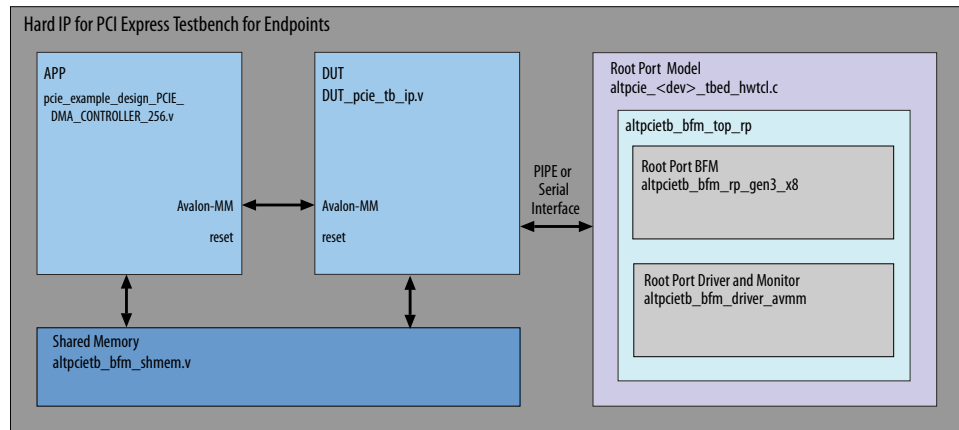 Hard IP for PCI Express Testbench for Endpoints
APP
pcie_example_design_PCIE_
DMA_CONTROLLER_256.v
Avalon-MM
reset
DUT
DUT_pcie_tb_ip.v
Avalon-MM
reset
PIPE or
Serial
Interface
Root Port Model
altpcie_<dev>_tbed_hwtcl.c
altpcietb_bfm_top_rp
Root Port BFM
altpcietb_bfm_rp_gen3_x8
Root Port Driver and Monitor
altpcietb_bfm_driver_avmm
Shared Memory
altpcietb_bfm_shmem.v